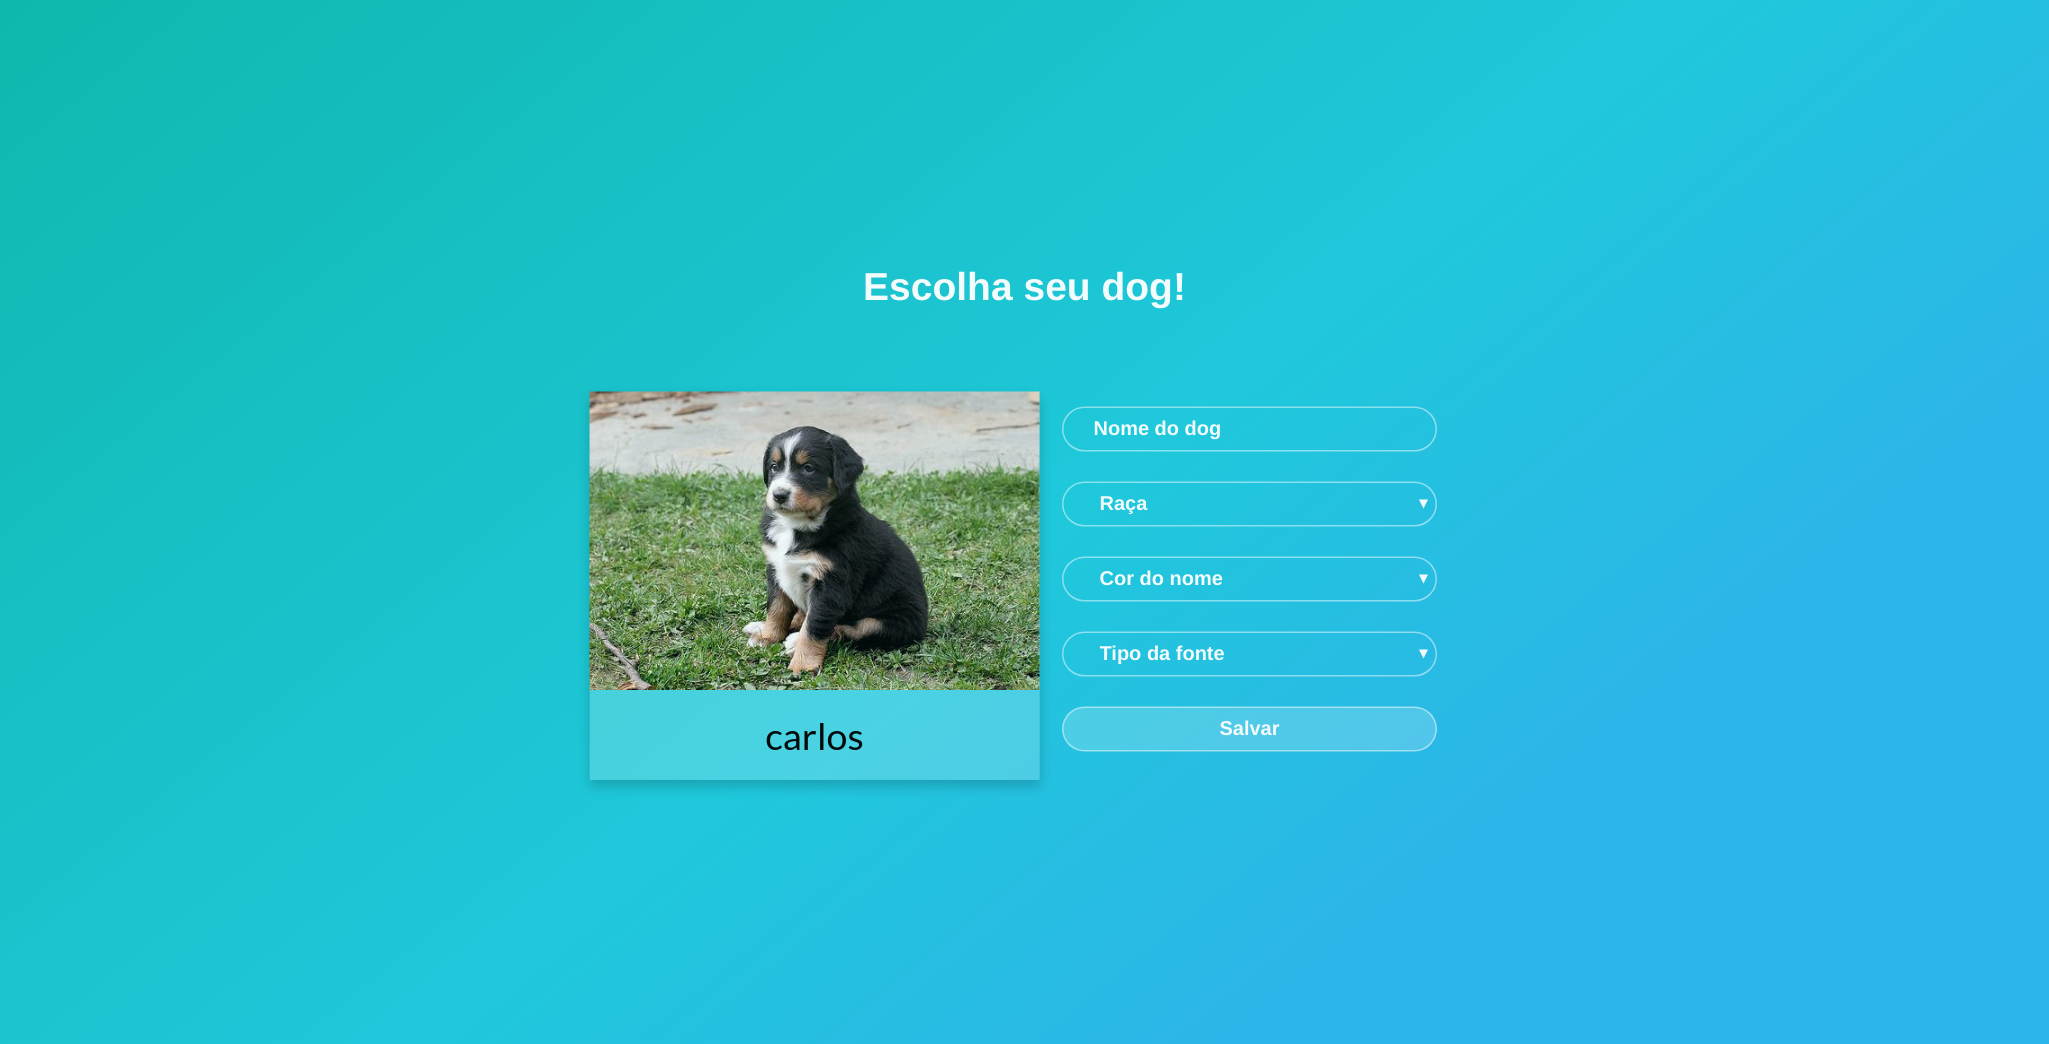 Escolha seu dog!
carlos
Nome do dog
Raça
Cor do nome
Tipo da fonte
Salvar